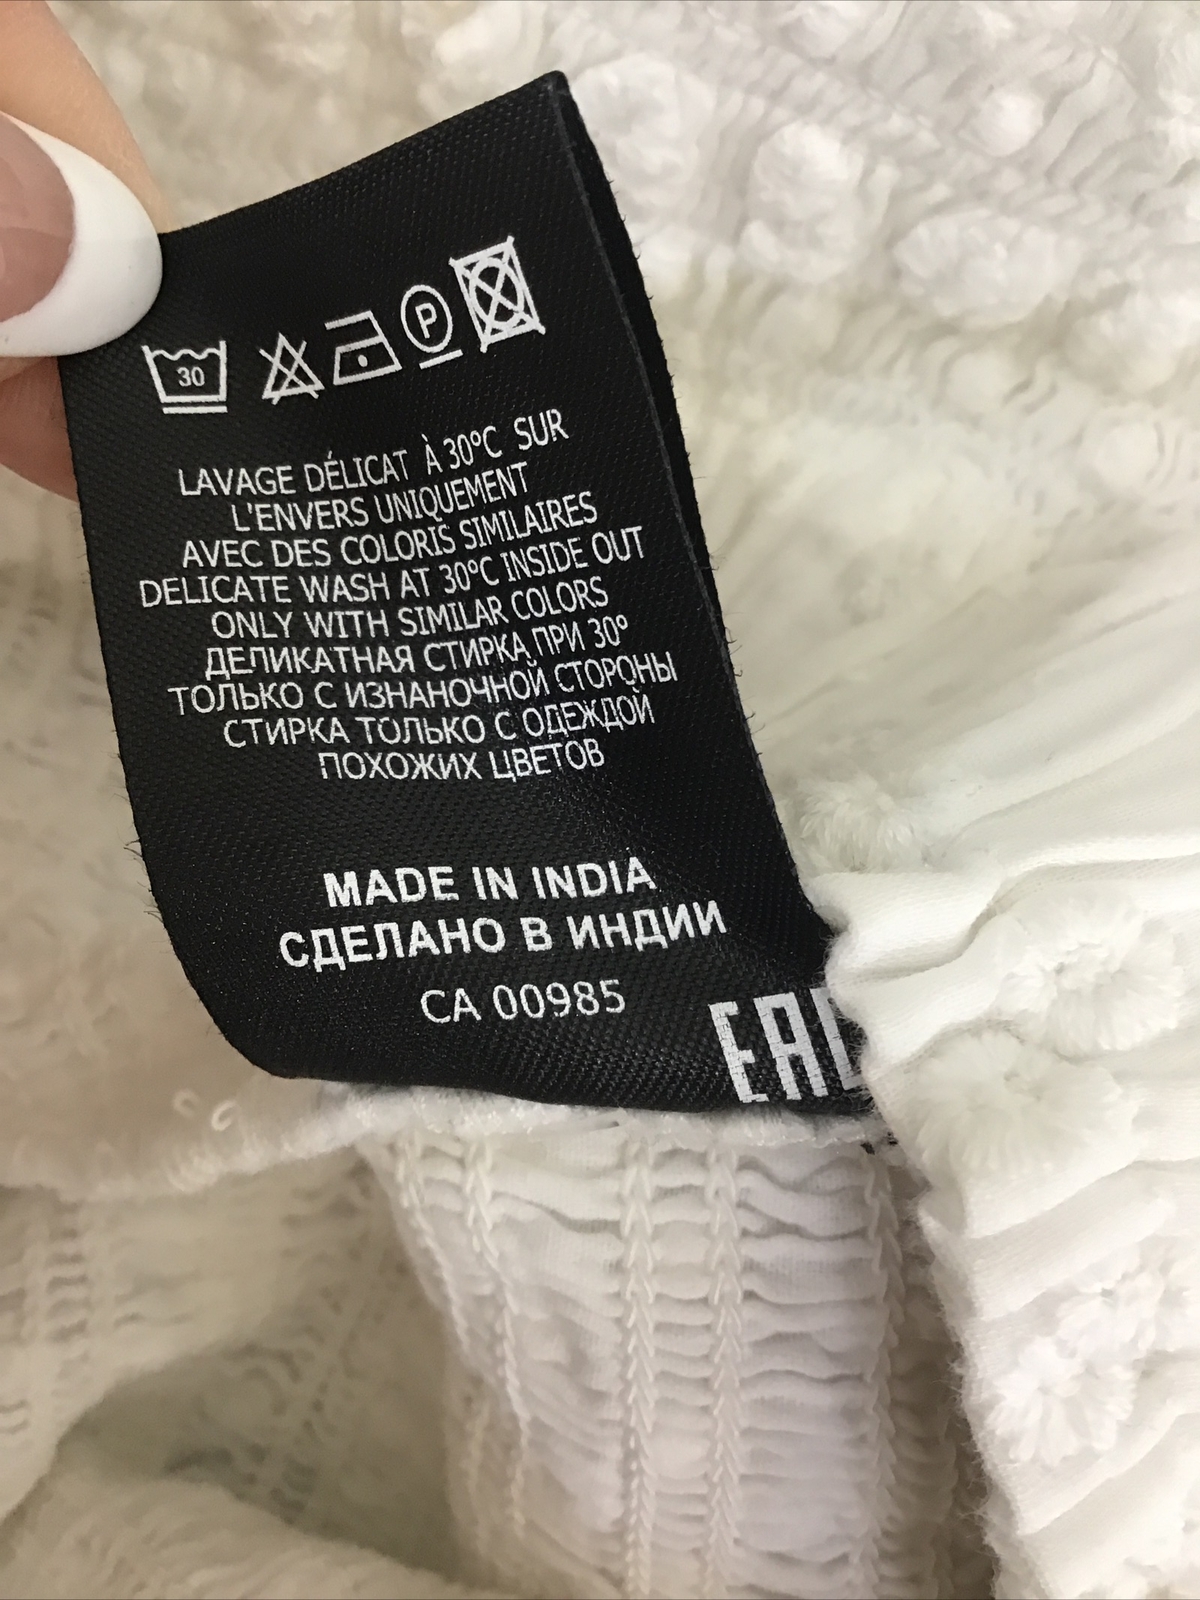 30
P
LAVAGE DÉLICAT À 30°C SUR
L'ENVERS UNIQUEMENT
AVEC DES COLORIS SIMILAIRES
DELICATE WASH AT 30°C INSIDE OUT
ONLY WITH SIMILAR COLORS
ДЕЛИКАТНАЯ СТИРКА ПРИ 30°
ТОЛЬКО С ИЗНАНОЧНОЙ СТОРОНЫ
СТИРКА ТОЛЬКО С ОДЕЖДОЙ
ПОХОЖИХ ЦВЕТОВ
MADE IN INDIA
СДЕЛАНО В ИНДИИ
CA 00985
EAC